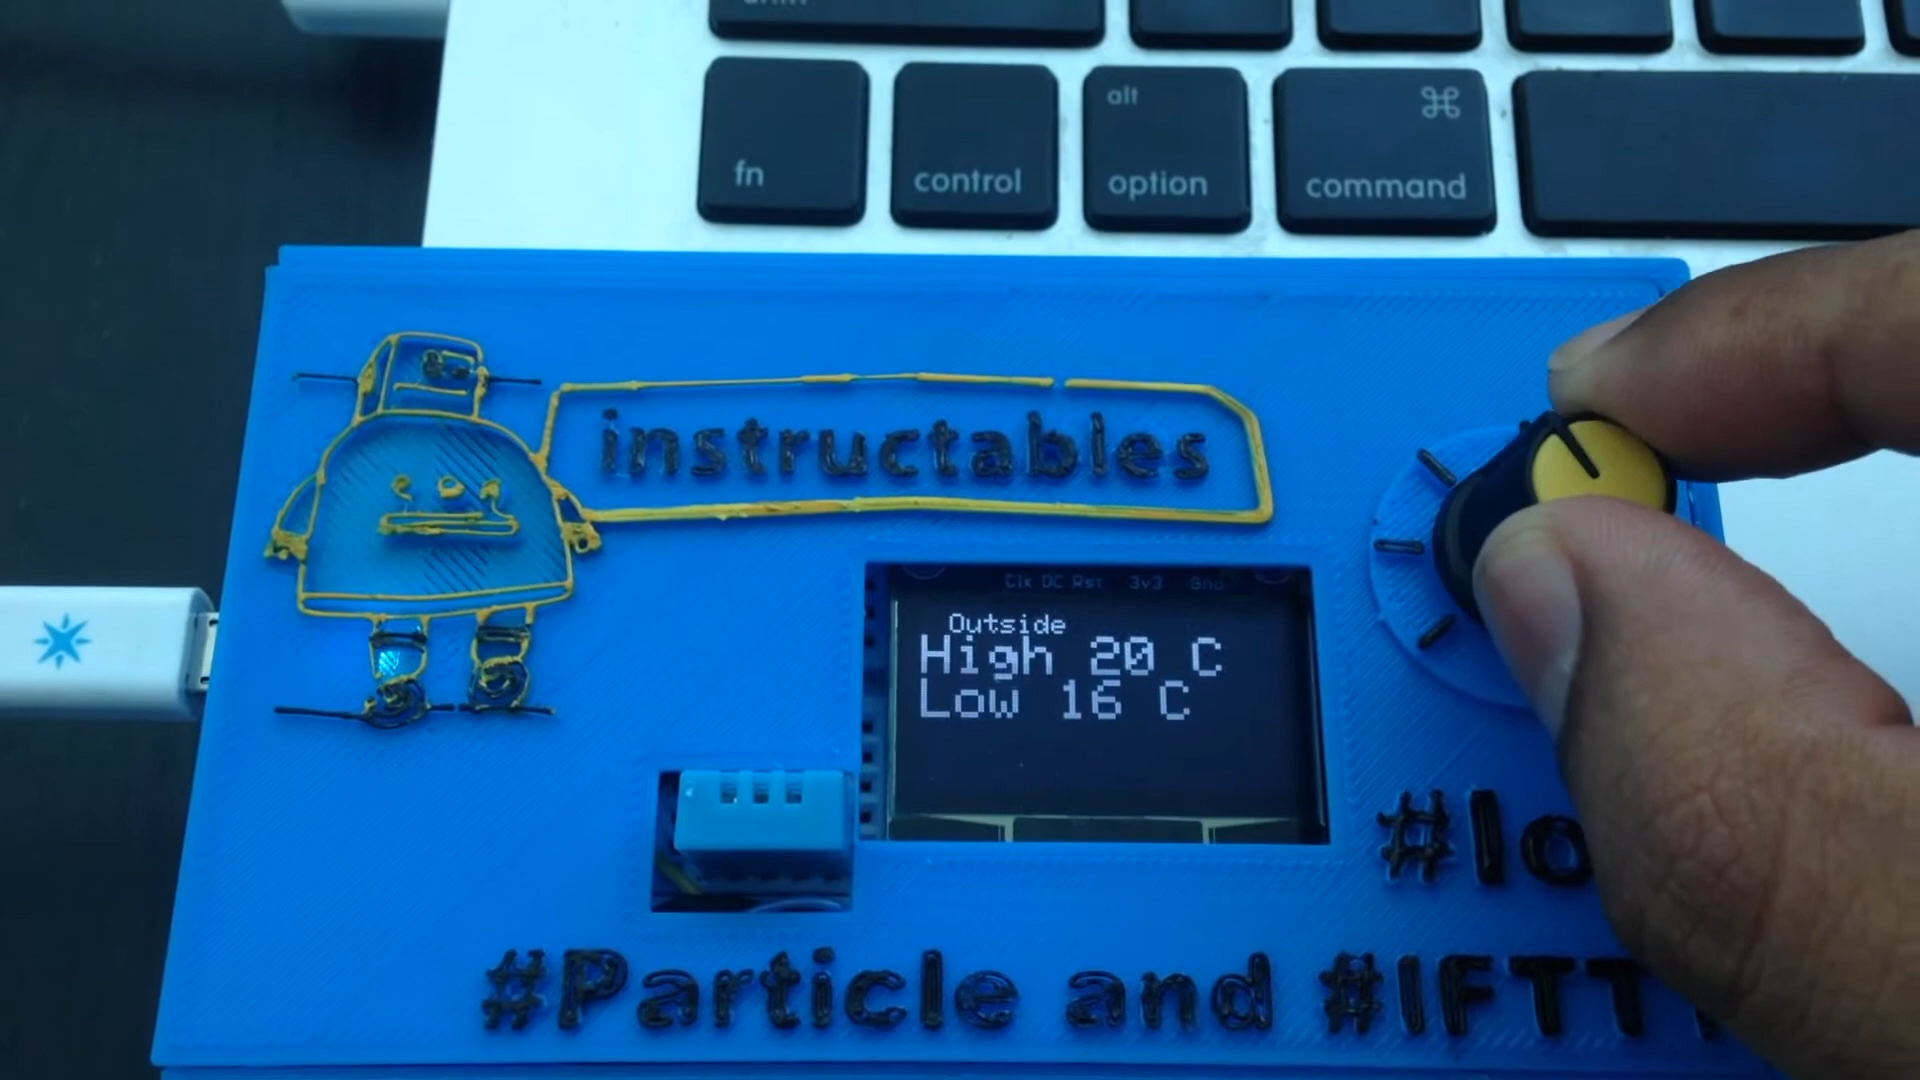 fn
control
alt
option
command
instructables
Clk DC Rst 3v3 Gnd
Outside
High 20 C
Low 16 C
#Io
#Particle and #IFTT